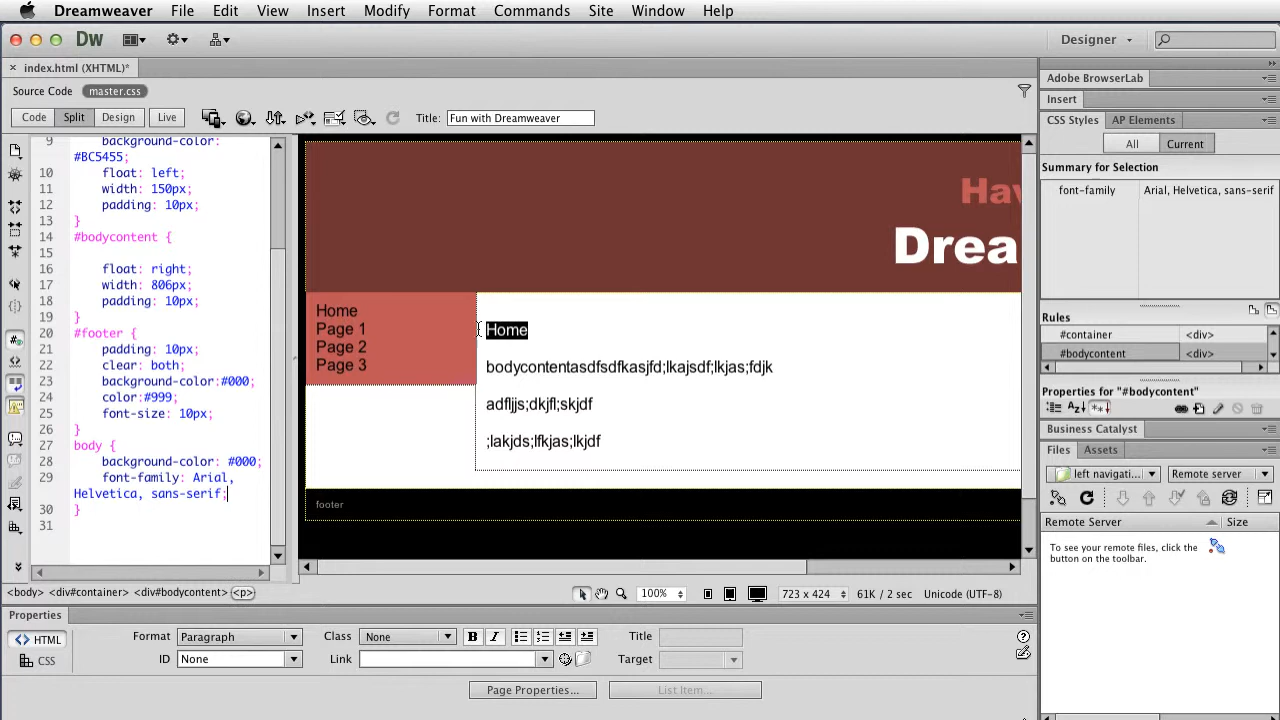 Dreamweaver File Edit View Insert Modify Format Commands Site Window Help
Dw Designer
index.html (XHTML)*
Source Code master.css
Code Split Design Live Title: Fun with Dreamweaver
9 background-color:
#BC5455;
10 float: left;
11 width: 150px;
12 padding: 10px;
13 }
14 #bodycontent {
15
16 float: right;
17 width: 806px;
18 padding: 10px;
19 }
20 #footer {
21 padding: 10px;
22 clear: both;
23 background-color:#000;
24 color:#999;
25 font-size: 10px;
26 }
27 body {
28 background-color: #000;
29 font-family: Arial,
Helvetica, sans-serif;
30 }
31
Hav
Drea
Home
Page 1
Page 2
Page 3
Home
bodycontentasdfsdfkasjfd;lkajsdf;lkjas;fdjk
adfljjs;dkjfl;skjdf
;lakjds;lfkjas;lkjdf
footer
<body> <div#container> <div#bodycontent> <p>
100% 723 x 424 61K / 2 sec Unicode (UTF-8)
Properties
HTML Format Paragraph Class None B I Title
CSS ID None Link Target
Page Properties... List Item...
Adobe BrowserLab
Insert
CSS Styles AP Elements
All Current
Summary for Selection
font-family Arial, Helvetica, sans-serif
Rules
#container <div>
#bodycontent <div>
Properties for "#bodycontent"
Business Catalyst
Files Assets
left navigati... Remote server
Remote Server Size
To see your remote files, click the
button on the toolbar.